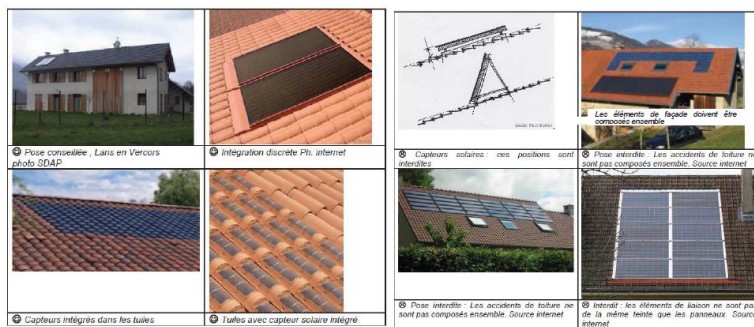 ☺ Pose conseillée , Lans en Vercors
photo SDAP
☺ Intégration discrète Ph. internet
☺ Capteurs intégrés dans les tuiles
☺ Tuiles avec capteur solaire intégré
☹ Capteurs solaires : ces positions sont
interdites
Les éléments de façade doivent être
composés ensemble
☹ Pose interdite : Les accidents de toiture ne
sont pas composés ensemble. Source internet
☹ Pose interdite : Les accidents de toiture ne
sont pas composés ensemble. Source internet
☹ Interdit : les éléments de liaison ne sont pas
de la même teinte que les panneaux. Source
internet